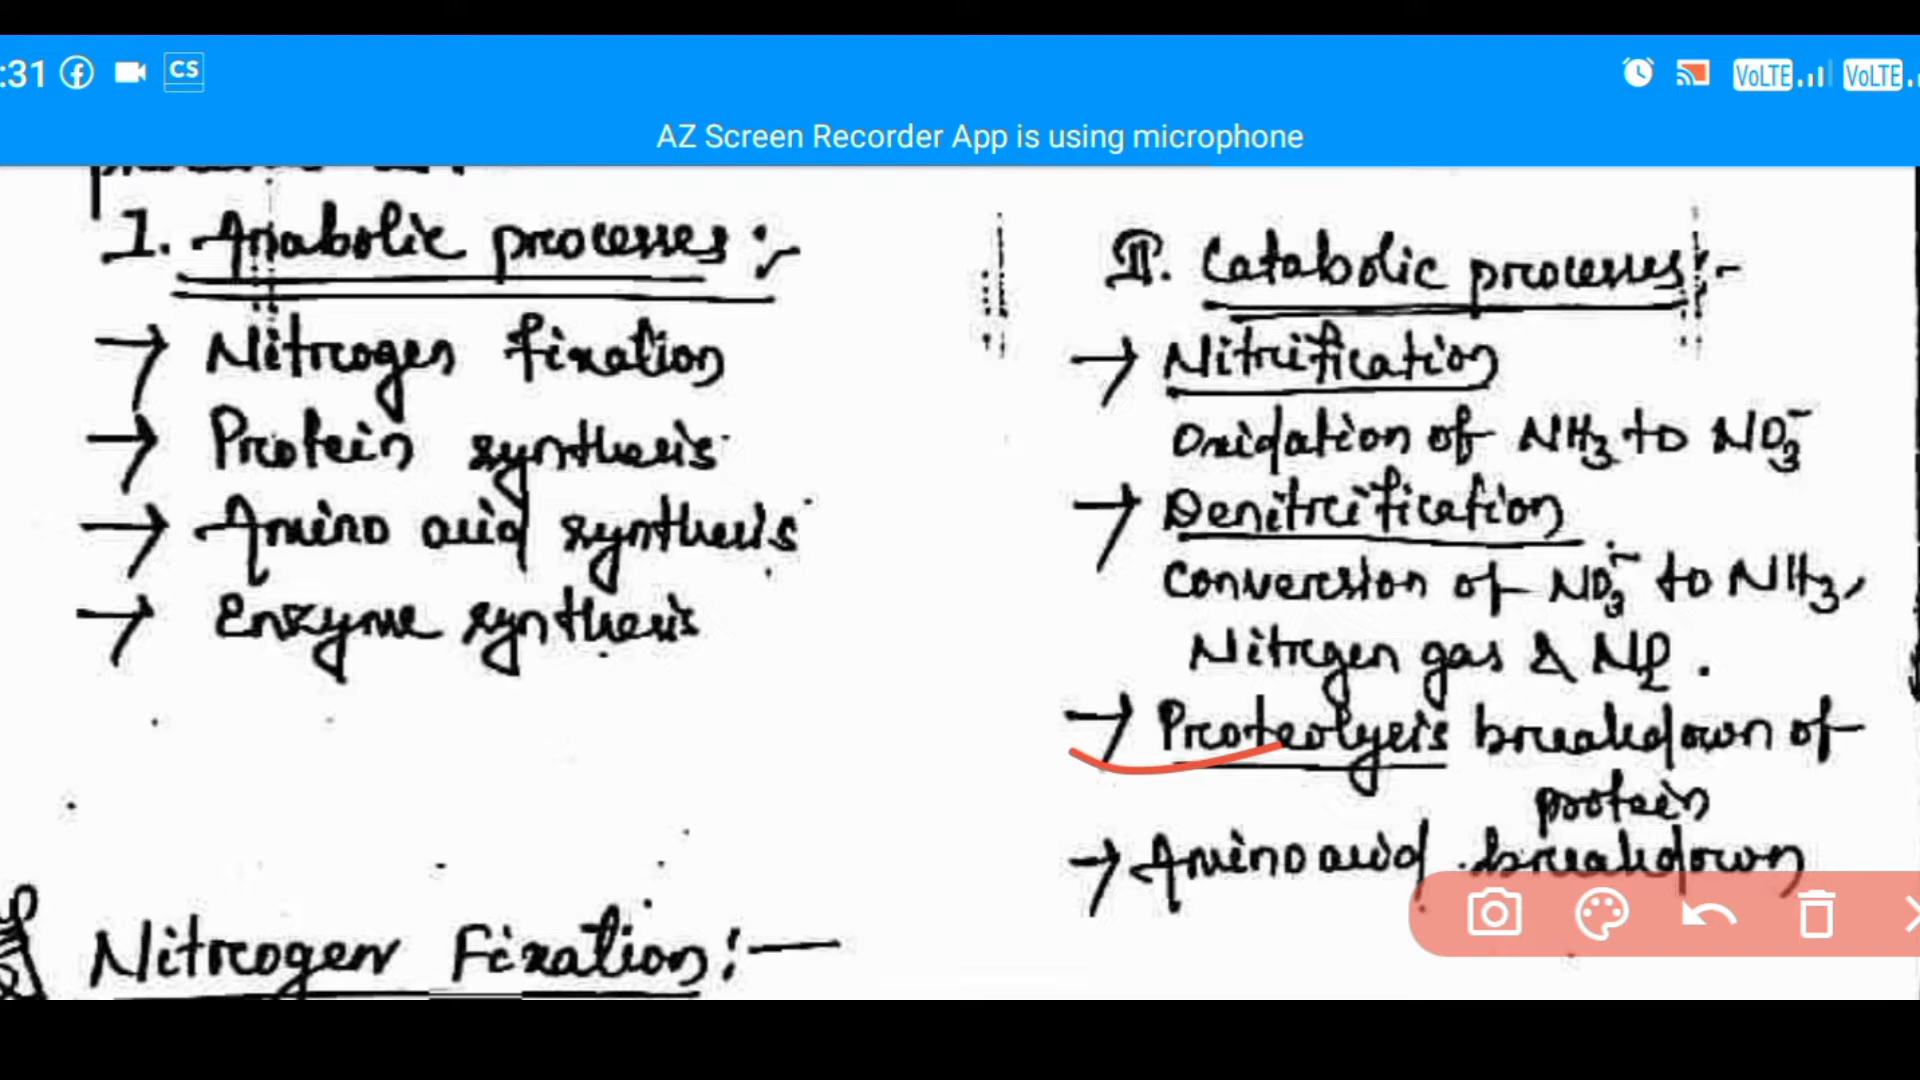 :31 CS VoLTE VoLTE
AZ Screen Recorder App is using microphone
I. Anabolic processes :-
→ Nitrogen fixation
→ Protein synthesis
→ Amino acid synthesis
→ Enzyme synthesis
II. Catabolic processes :-
→ Nitrification
Oxidation of NH₃ to NO₃⁻
→ Denitrification
Conversion of NO₃⁻ to NH₃,
Nitrogen gas & NO₂.
→ Proteolysis breakdown of
protein
→ Amino acid breakdown
Nitrogen Fixation :-